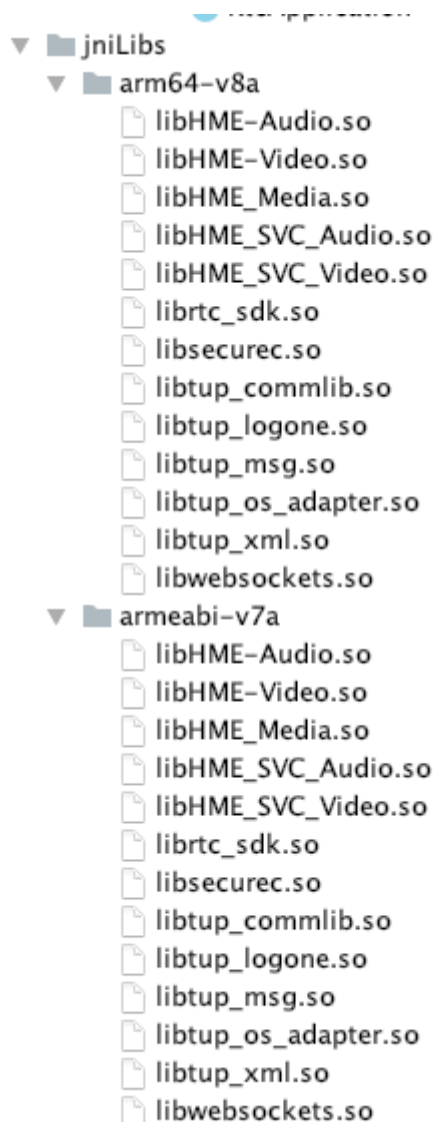 jniLibs
arm64-v8a
libHME-Audio.so
libHME-Video.so
libHME_Media.so
libHME_SVC_Audio.so
libHME_SVC_Video.so
librtc_sdk.so
libsecurec.so
libtup_commlib.so
libtup_logone.so
libtup_msg.so
libtup_os_adapter.so
libtup_xml.so
libwebsockets.so
armeabi-v7a
libHME-Audio.so
libHME-Video.so
libHME_Media.so
libHME_SVC_Audio.so
libHME_SVC_Video.so
librtc_sdk.so
libsecurec.so
libtup_commlib.so
libtup_logone.so
libtup_msg.so
libtup_os_adapter.so
libtup_xml.so
libwebsockets.so